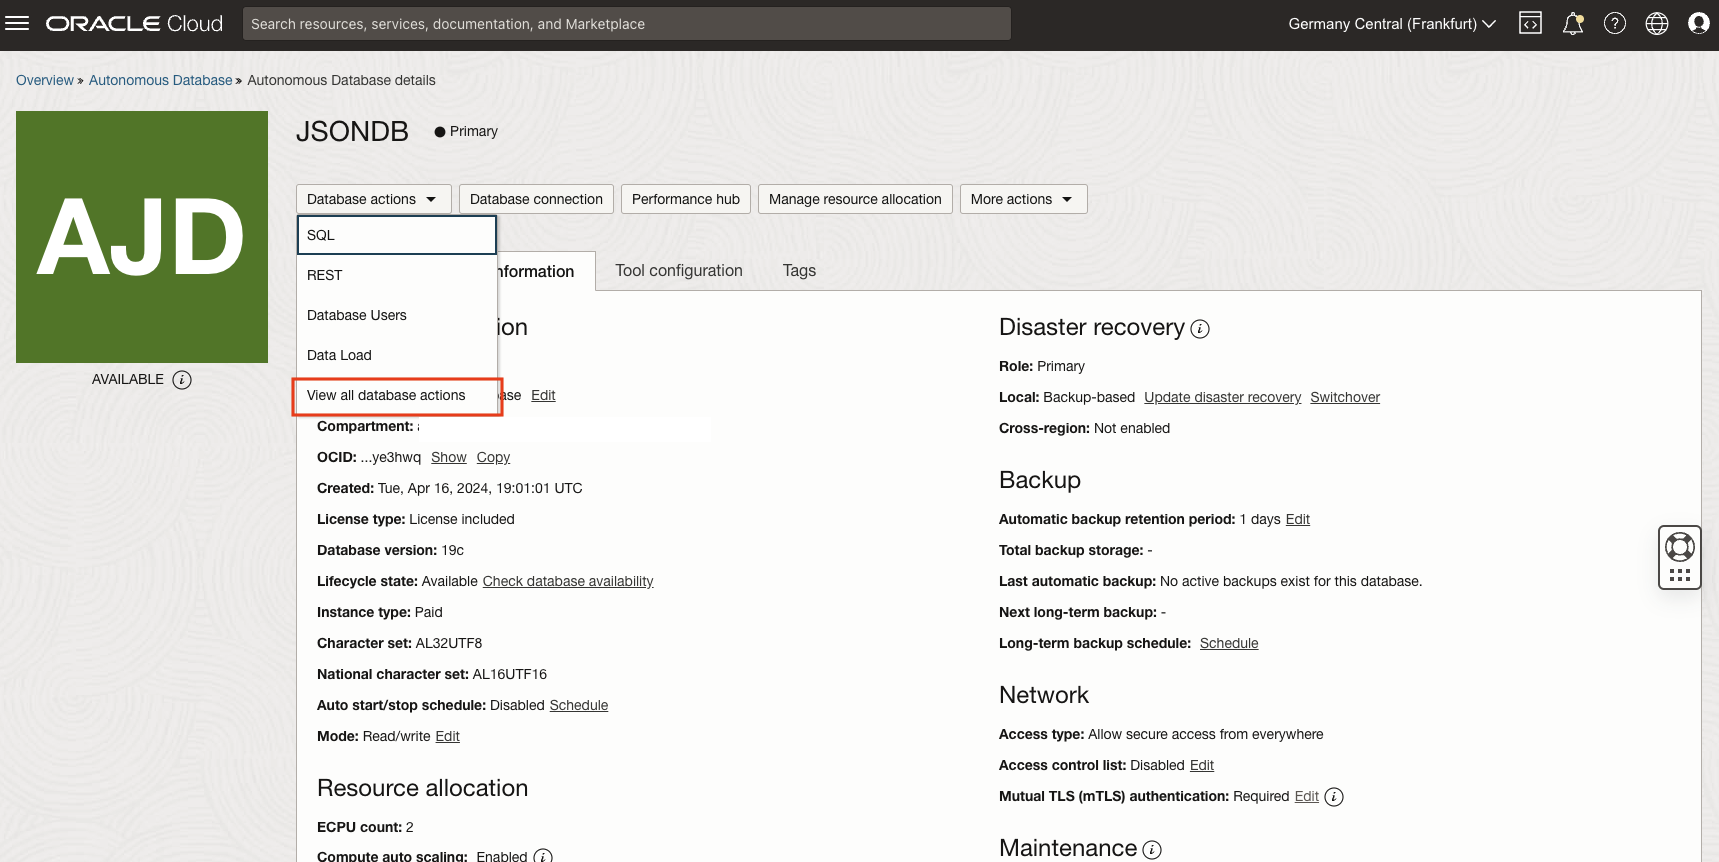 ORACLE Cloud
Search resources, services, documentation, and Marketplace
Germany Central (Frankfurt)
Overview » Autonomous Database » Autonomous Database details
AJD
AVAILABLE
JSONDB
Primary
Database actions
Database connection
Performance hub
Manage resource allocation
More actions
SQL
REST
Database Users
Data Load
View all database actions
Tool configuration
Tags
Edit
Compartment:
OCID: ...ye3hwq Show Copy
Created: Tue, Apr 16, 2024, 19:01:01 UTC
License type: License included
Database version: 19c
Lifecycle state: Available Check database availability
Instance type: Paid
Character set: AL32UTF8
National character set: AL16UTF16
Auto start/stop schedule: Disabled Schedule
Mode: Read/write Edit
Resource allocation
ECPU count: 2
Compute auto scaling: Enabled
Disaster recovery
Role: Primary
Local: Backup-based Update disaster recovery Switchover
Cross-region: Not enabled
Backup
Automatic backup retention period: 1 days Edit
Total backup storage: -
Last automatic backup: No active backups exist for this database.
Next long-term backup: -
Long-term backup schedule: Schedule
Network
Access type: Allow secure access from everywhere
Access control list: Disabled Edit
Mutual TLS (mTLS) authentication: Required Edit
Maintenance